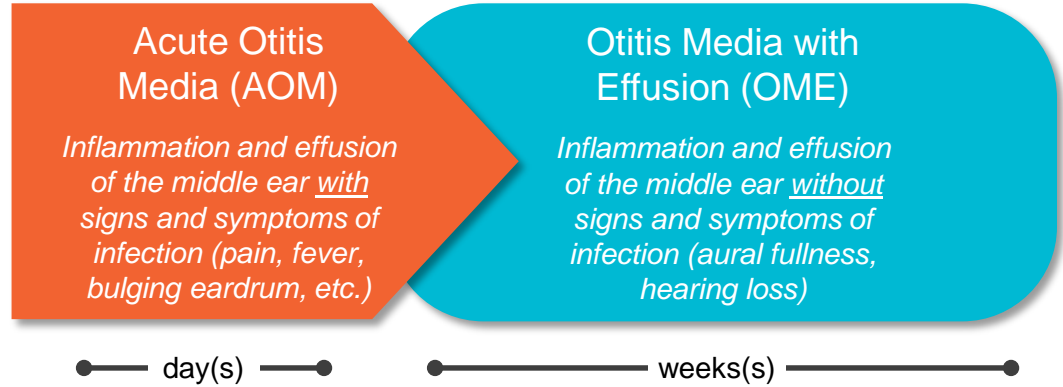 Acute Otitis
Media (AOM)
Inflammation and effusion
of the middle ear with
signs and symptoms of
infection (pain, fever,
bulging eardrum, etc.)
Otitis Media with
Effusion (OME)
Inflammation and effusion
of the middle ear without
signs and symptoms of
infection (aural fullness,
hearing loss)
day(s)
weeks(s)